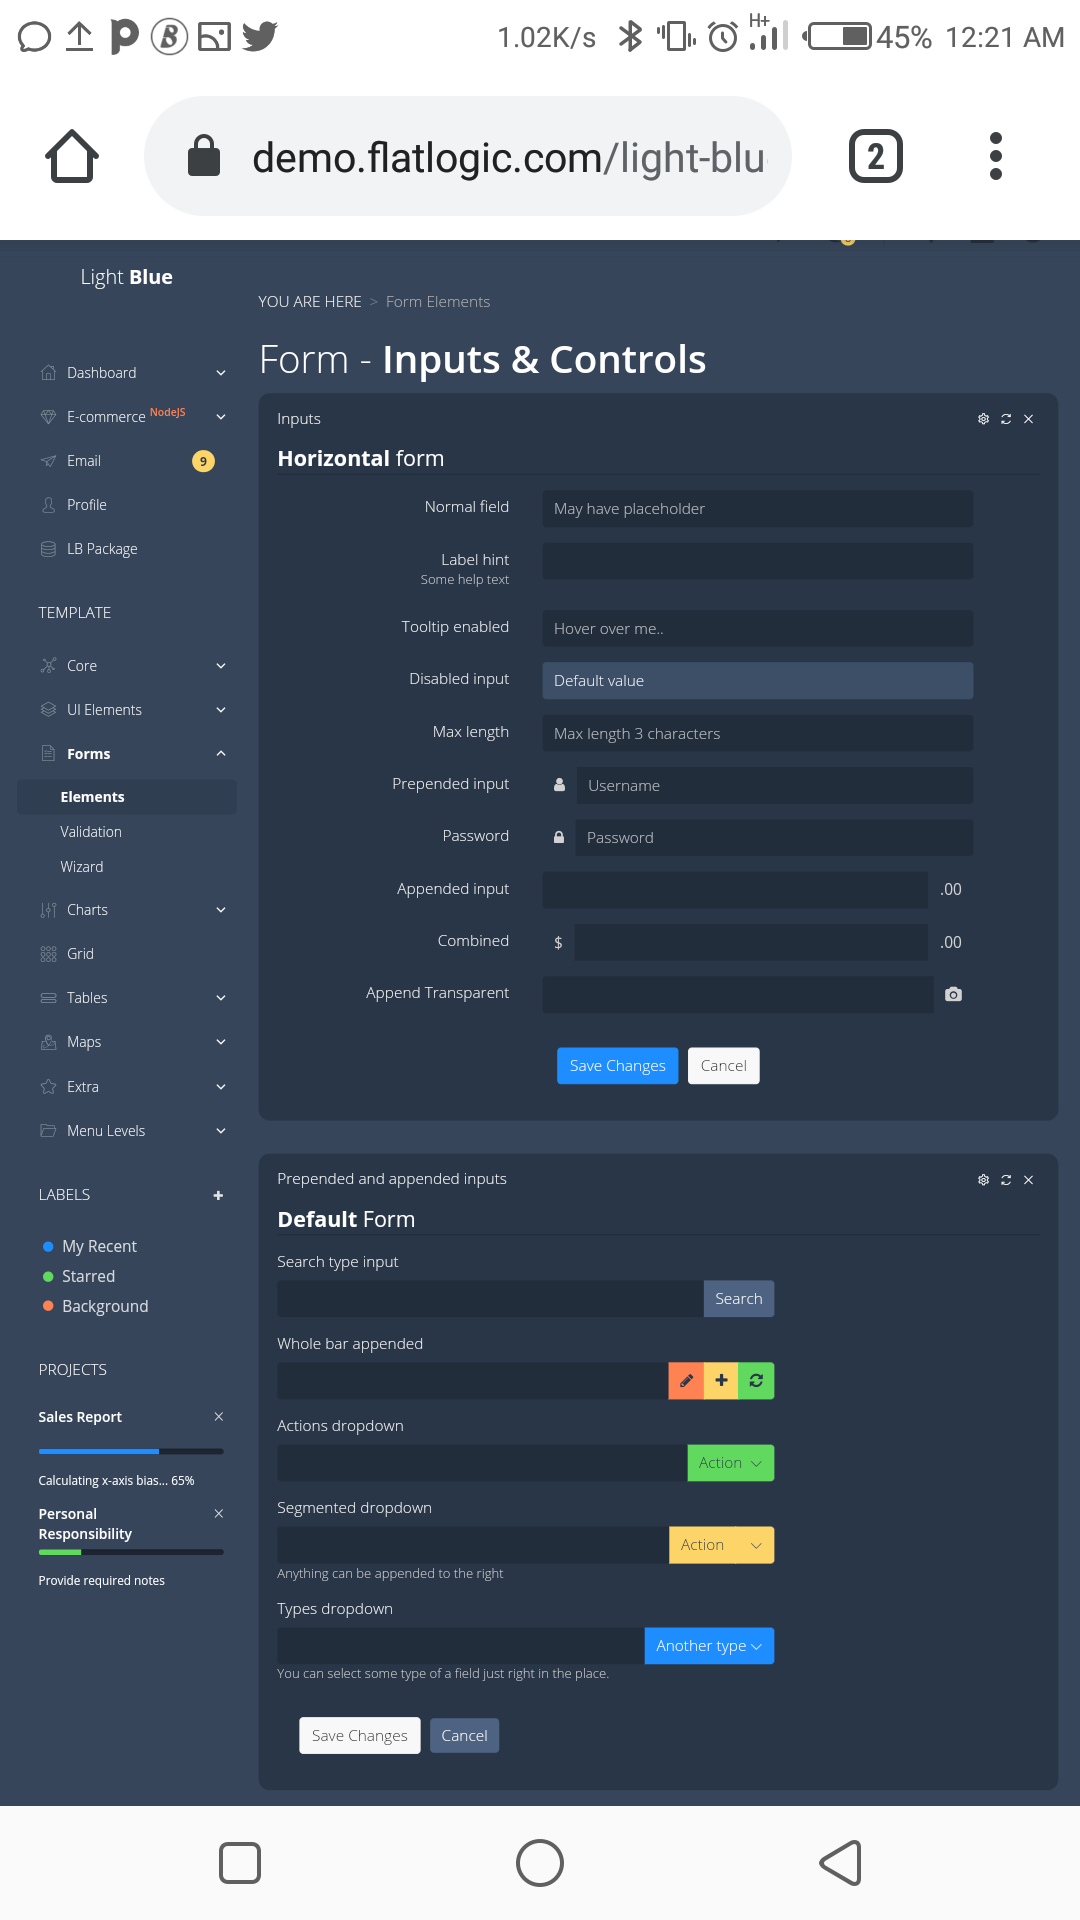 1.02K/s H+ 45% 12:21 AM
demo.flatlogic.com/light-blu
2
Light Blue
YOU ARE HERE > Form Elements
Form - Inputs & Controls
Dashboard
E-commerce NodeJS
Email 9
Profile
LB Package
TEMPLATE
Core
UI Elements
Forms
Elements
Validation
Wizard
Charts
Grid
Tables
Maps
Extra
Menu Levels
LABELS +
My Recent
Starred
Background
PROJECTS
Sales Report
Calculating x-axis bias... 65%
Personal
Responsibility
Provide required notes
Inputs
Horizontal form
Normal field May have placeholder
Label hint
Some help text
Tooltip enabled Hover over me..
Disabled input Default value
Max length Max length 3 characters
Prepended input Username
Password Password
Appended input .00
Combined $ .00
Append Transparent
Save Changes Cancel
Prepended and appended inputs
Default Form
Search type input
Search
Whole bar appended
Actions dropdown
Action
Segmented dropdown
Action
Anything can be appended to the right
Types dropdown
Another type
You can select some type of a field just right in the place.
Save Changes Cancel